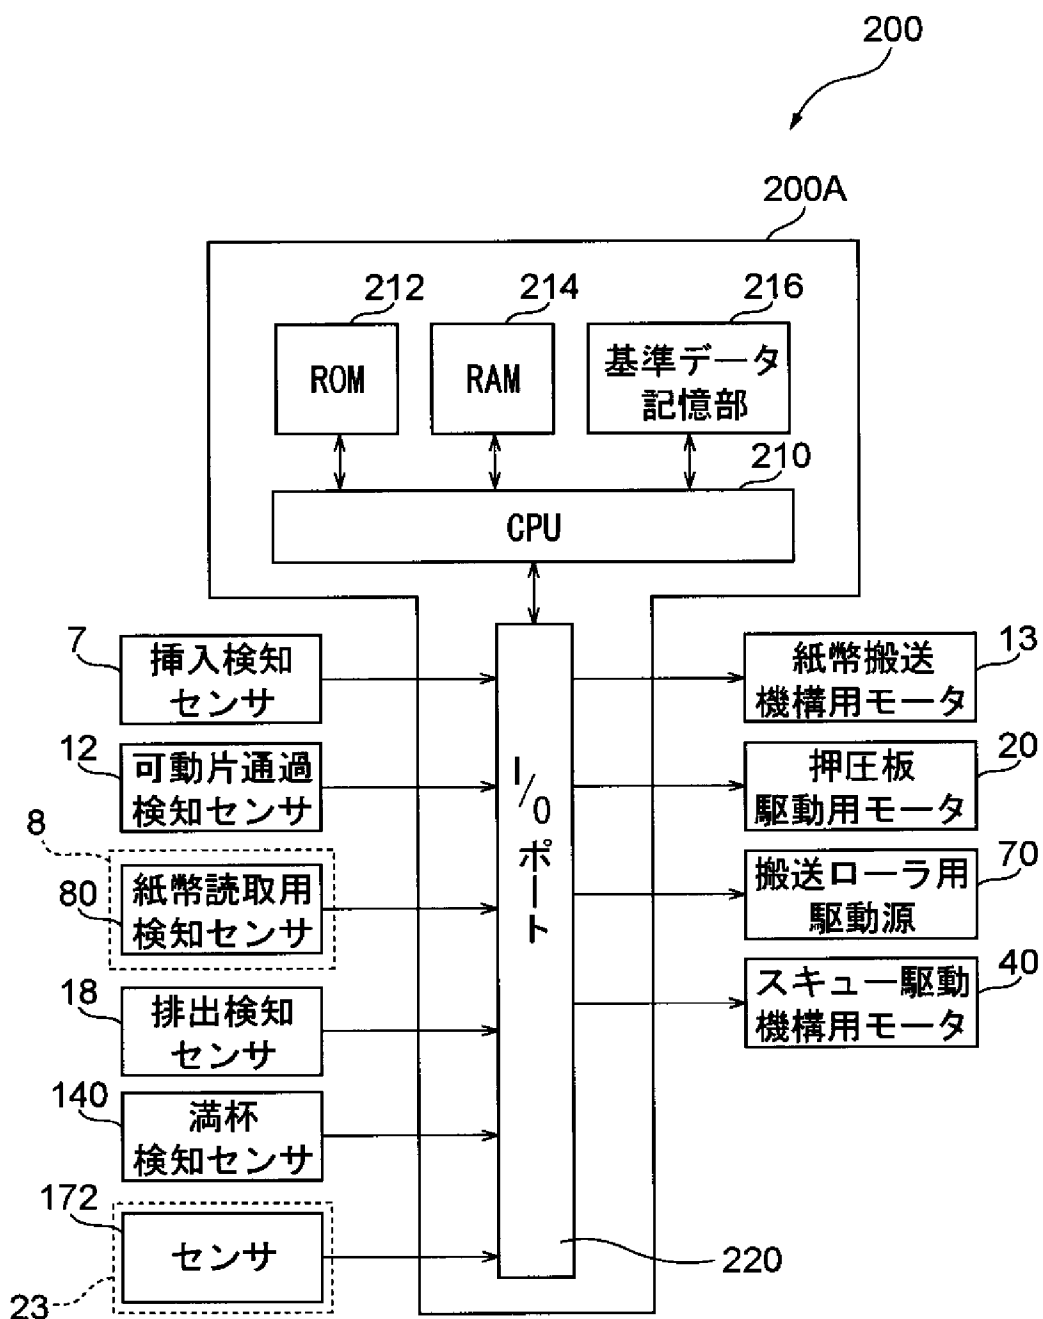 200
200A
212
214
216
ROM
RAM
基準データ
記憶部
210
CPU
7
挿入検知
センサ
12
可動片通過
検知センサ
8
80
紙幣読取用
検知センサ
18
排出検知
センサ
140
満杯
検知センサ
172
センサ
23
I/Oポート
220
紙幣搬送
機構用モータ
13
押圧板
駆動用モータ
20
搬送ローラ用
駆動源
70
スキュー駆動
機構用モータ
40